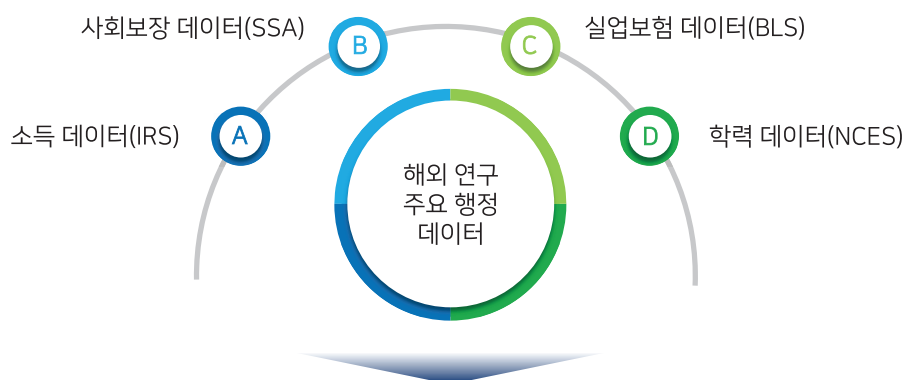 사회보장 데이터(SSA)
B
C
실업보험 데이터(BLS)
소득 데이터(IRS)
A
D
학력 데이터(NCES)
해외 연구
주요 행정
데이터